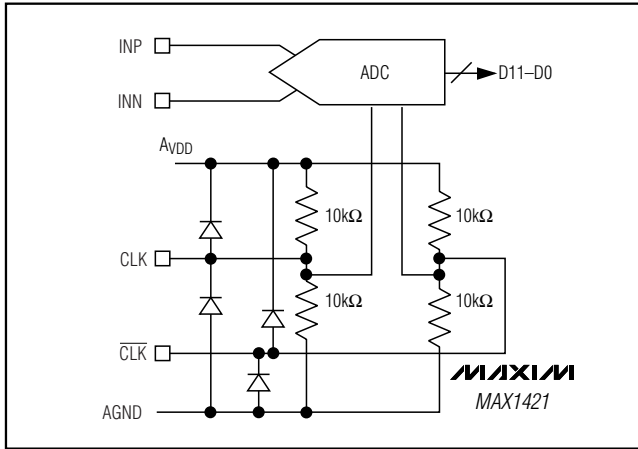 INP
ADC
D11–D0
INN
AVDD
10kΩ
10kΩ
CLK
10kΩ
10kΩ
CLK
MAXIM
MAX1421
AGND